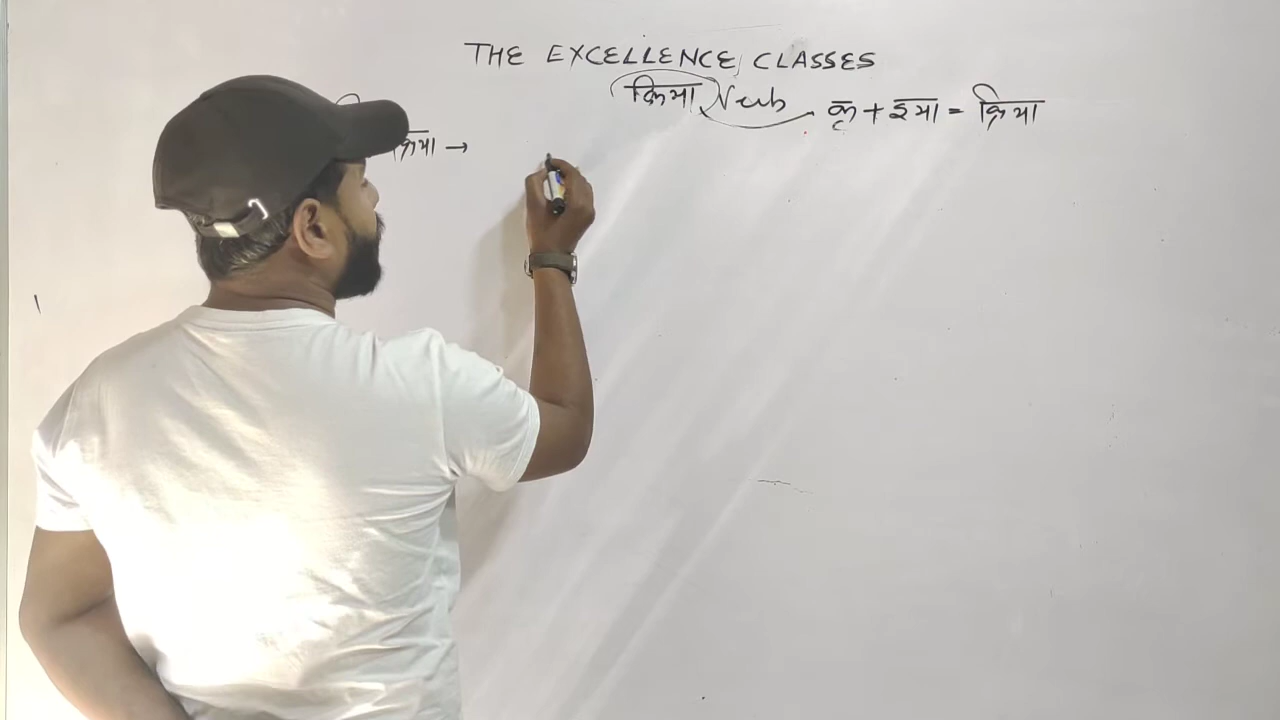 THE EXCELLENCE CLASSES
क्रिया Verb कृ + इया = क्रिया
क्रिया →